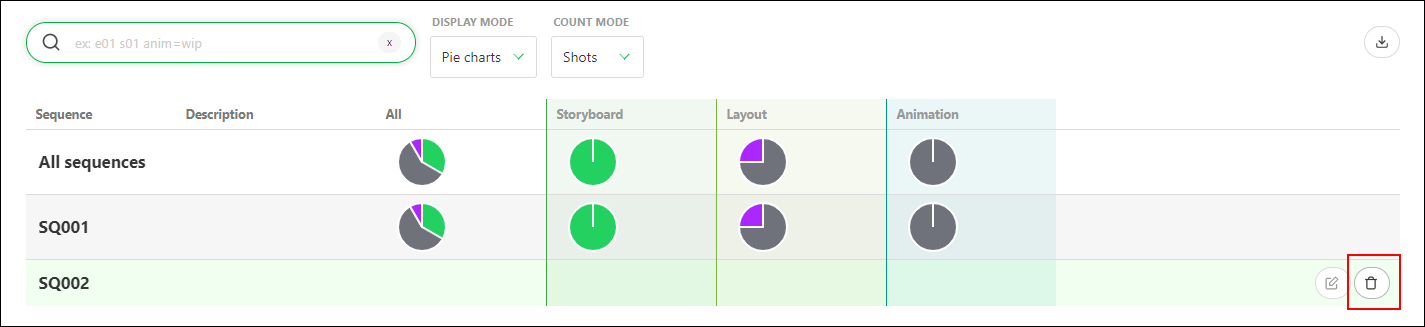 DISPLAY MODE COUNT MODE
ex: e01 s01 anim=wip x Pie charts Shots
Sequence Description All Storyboard Layout Animation
All sequences
SQ001
SQ002